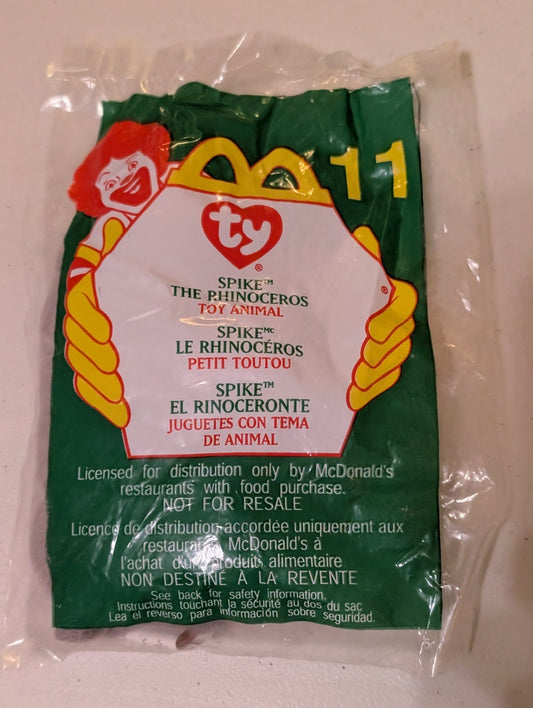 11
ty
®
SPIKE™
THE RHINOCEROS
TOY ANIMAL
®
SPIKE MC
LE RHINOCÉROS
PETIT TOUTOU
SPIKE™
EL RINOCERONTE
JUGUETES CON TEMA
DE ANIMAL
Licensed for distribution only by McDonald's
restaurants with food purchase.
NOT FOR RESALE
Licence de distribution accordée uniquement aux
restaurants McDonald's à
l'achat d'un produit alimentaire
NON DESTINÉ À LA REVENTE
See back for safety information.
Instructions touchant la sécurité au dos du sac
Lea el reverso para información sobre seguridad.